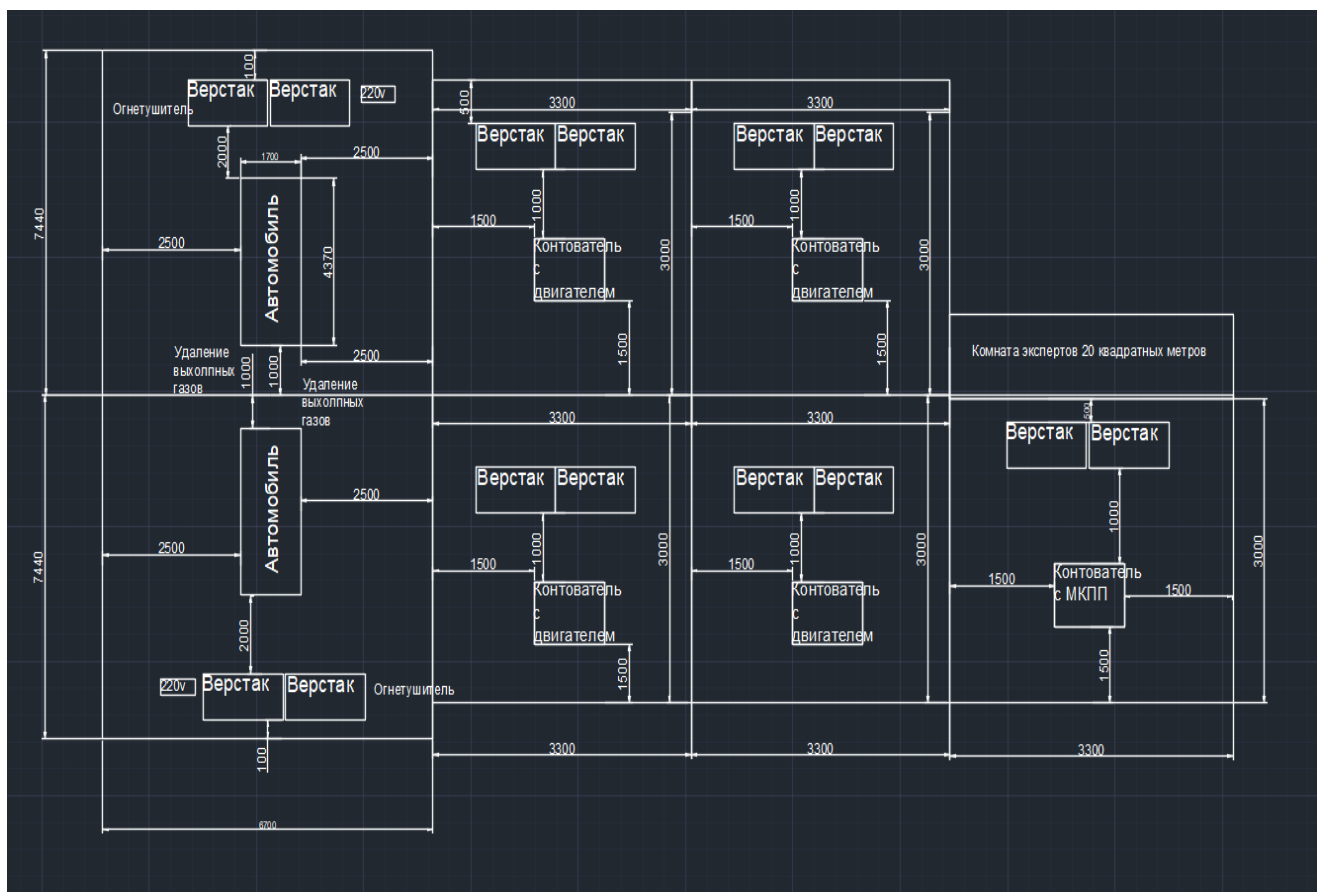 100
Верстак Верстак 220v
Огнетушитель
2000
1700
2500
7440
2500
Автомобиль
4370
2500
Удаление
выхолпных
газов
1000
1000
Удаление
выхолпных
газов
500
3300
3300
Верстак Верстак
Верстак Верстак
1000
1000
1500
1500
3000
3000
Контователь
с
двигателем
Контователь
с
двигателем
1500
1500
Комната экспертов 20 квадратных метров
7440
Автомобиль
2500
2500
2000
220v Верстак Верстак Огнетушитель
100
6700
3300
3300
Верстак Верстак
Верстак Верстак
1000
1000
1500
1500
3000
3000
Контователь
с
двигателем
Контователь
с
двигателем
1500
500
Верстак Верстак
1000
3000
1500
Контователь
с МКПП
1500
1500
3300
3300
3300